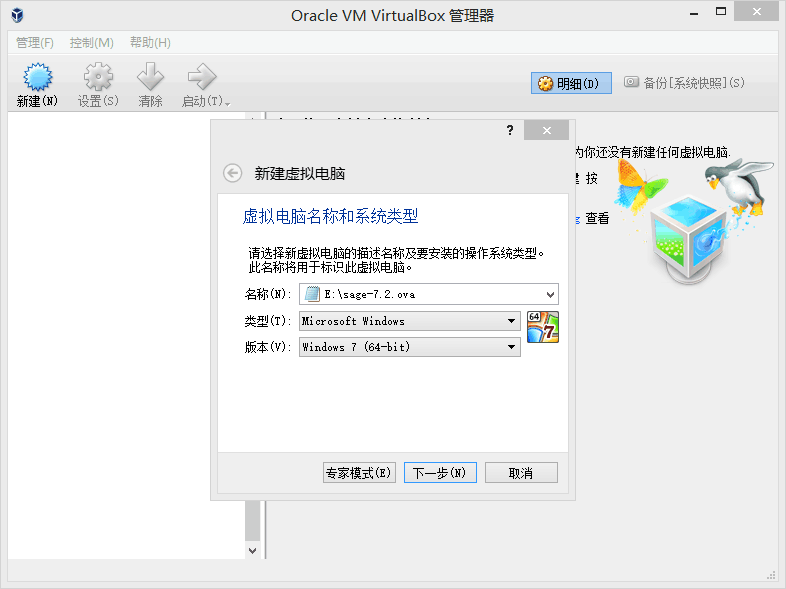 Oracle VM VirtualBox 管理器
管理(F) 控制(M) 帮助(H)
新建(N) 设置(S) 清除 启动(T) 明细(D) 备份[系统快照](S)
?
为你还没有新建任何虚拟电脑.
按
查看
新建虚拟电脑
虚拟电脑名称和系统类型
请选择新虚拟电脑的描述名称及要安装的操作系统类型。
此名称将用于标识此虚拟电脑。
名称(N): E:\sage-7.2.ova
类型(T): Microsoft Windows
64
7
版本(V): Windows 7 (64-bit)
专家模式(E) 下一步(N) 取消